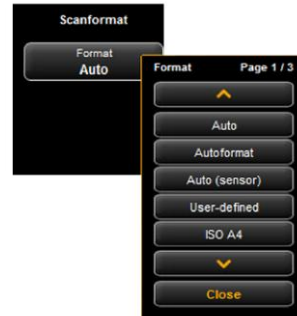 Scanformat
Format
Auto
Format Page 1 / 3
Auto
Autoformat
Auto (sensor)
User-defined
ISO A4
Close